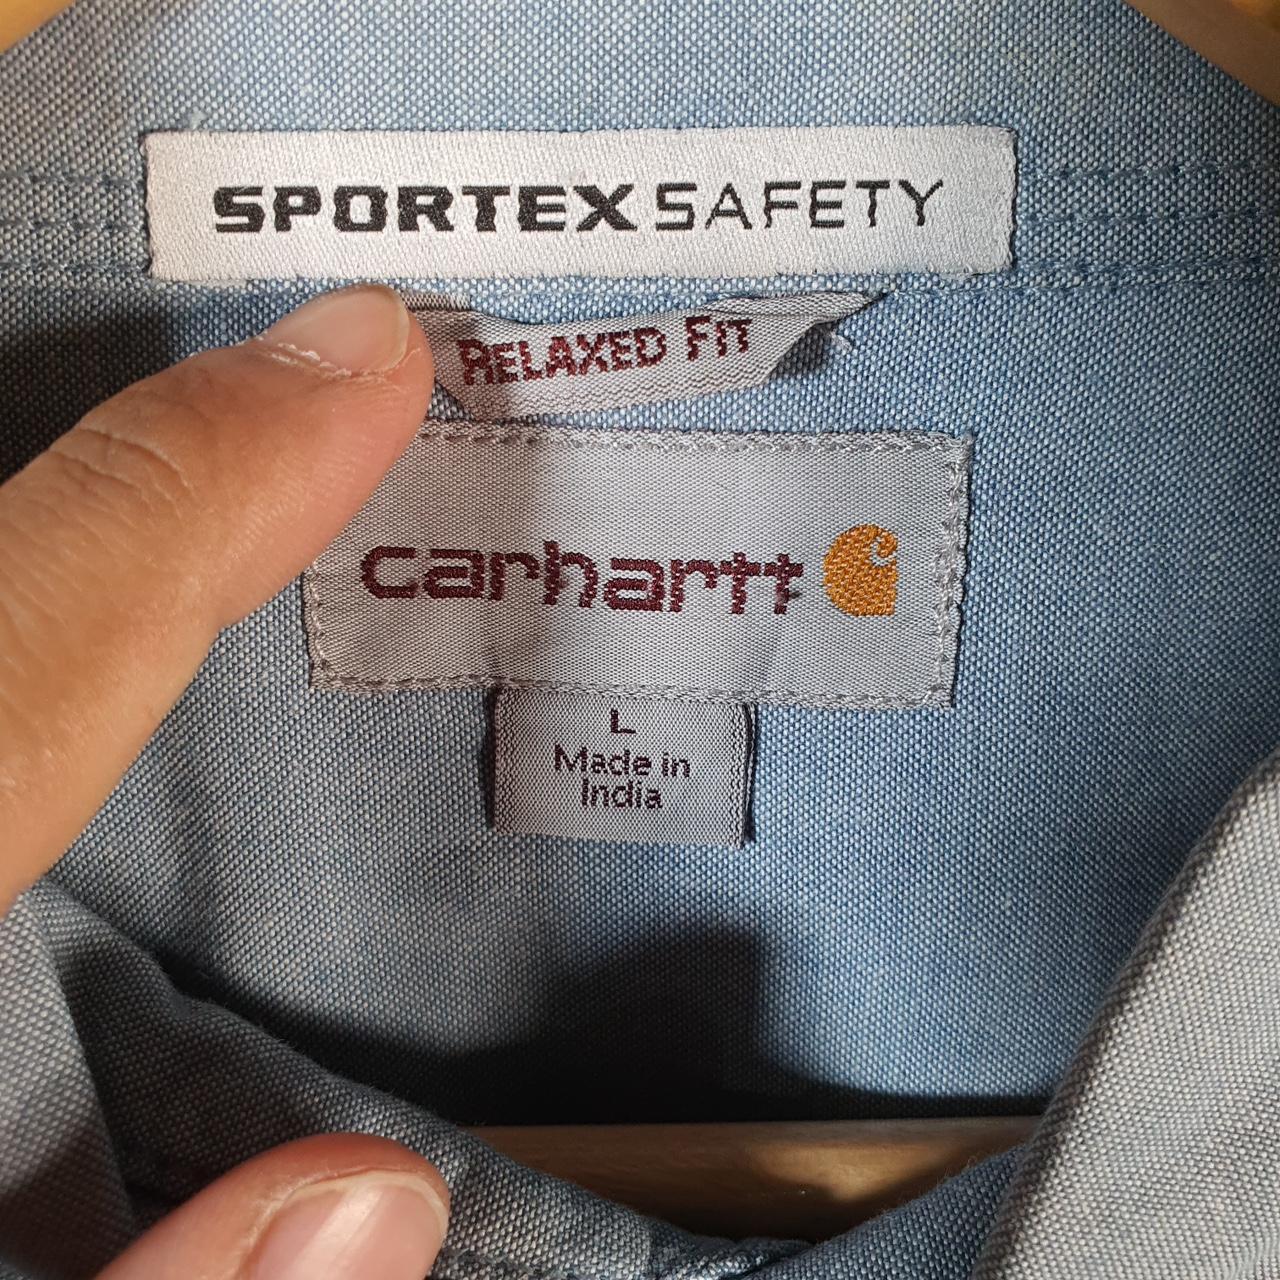 SPORTEX SAFETY
RELAXED FIT
carhartt
L
Made in
India